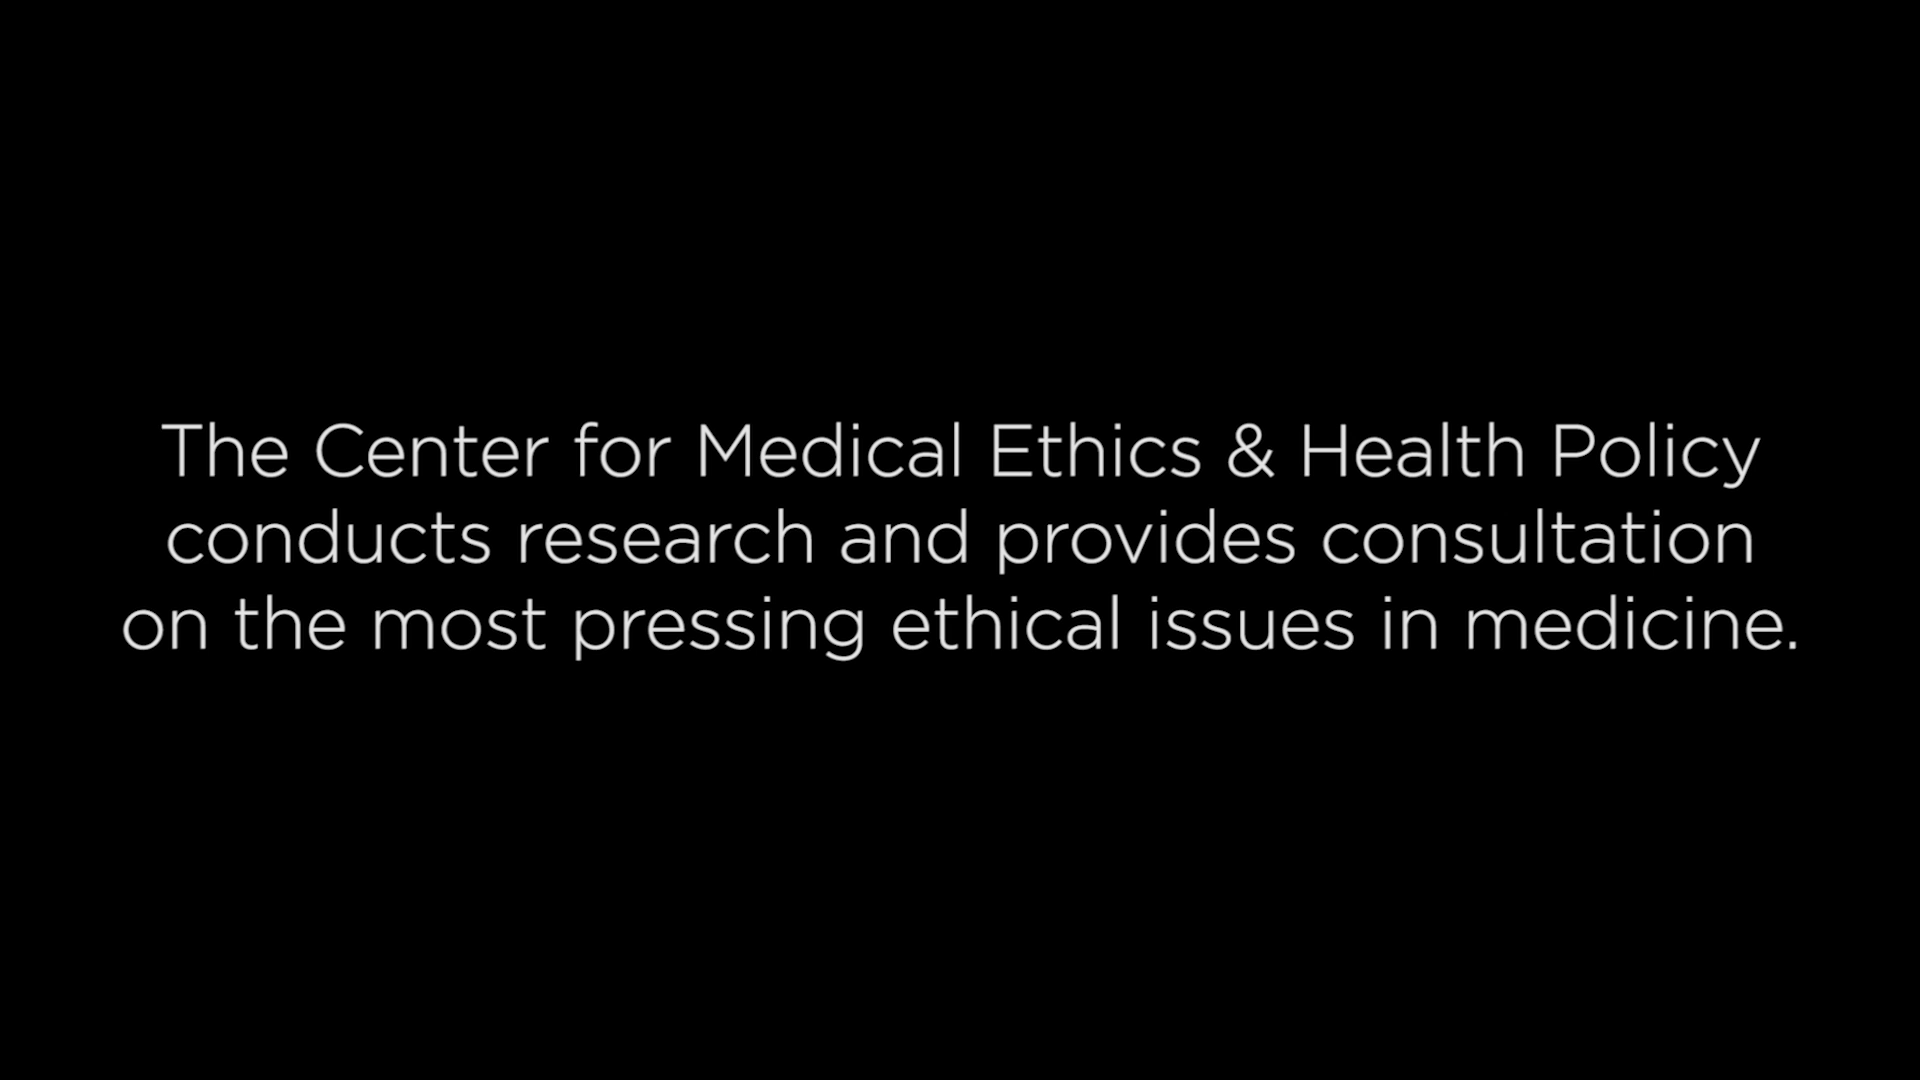 The Center for Medical Ethics & Health Policy
conducts research and provides consultation
on the most pressing ethical issues in medicine.